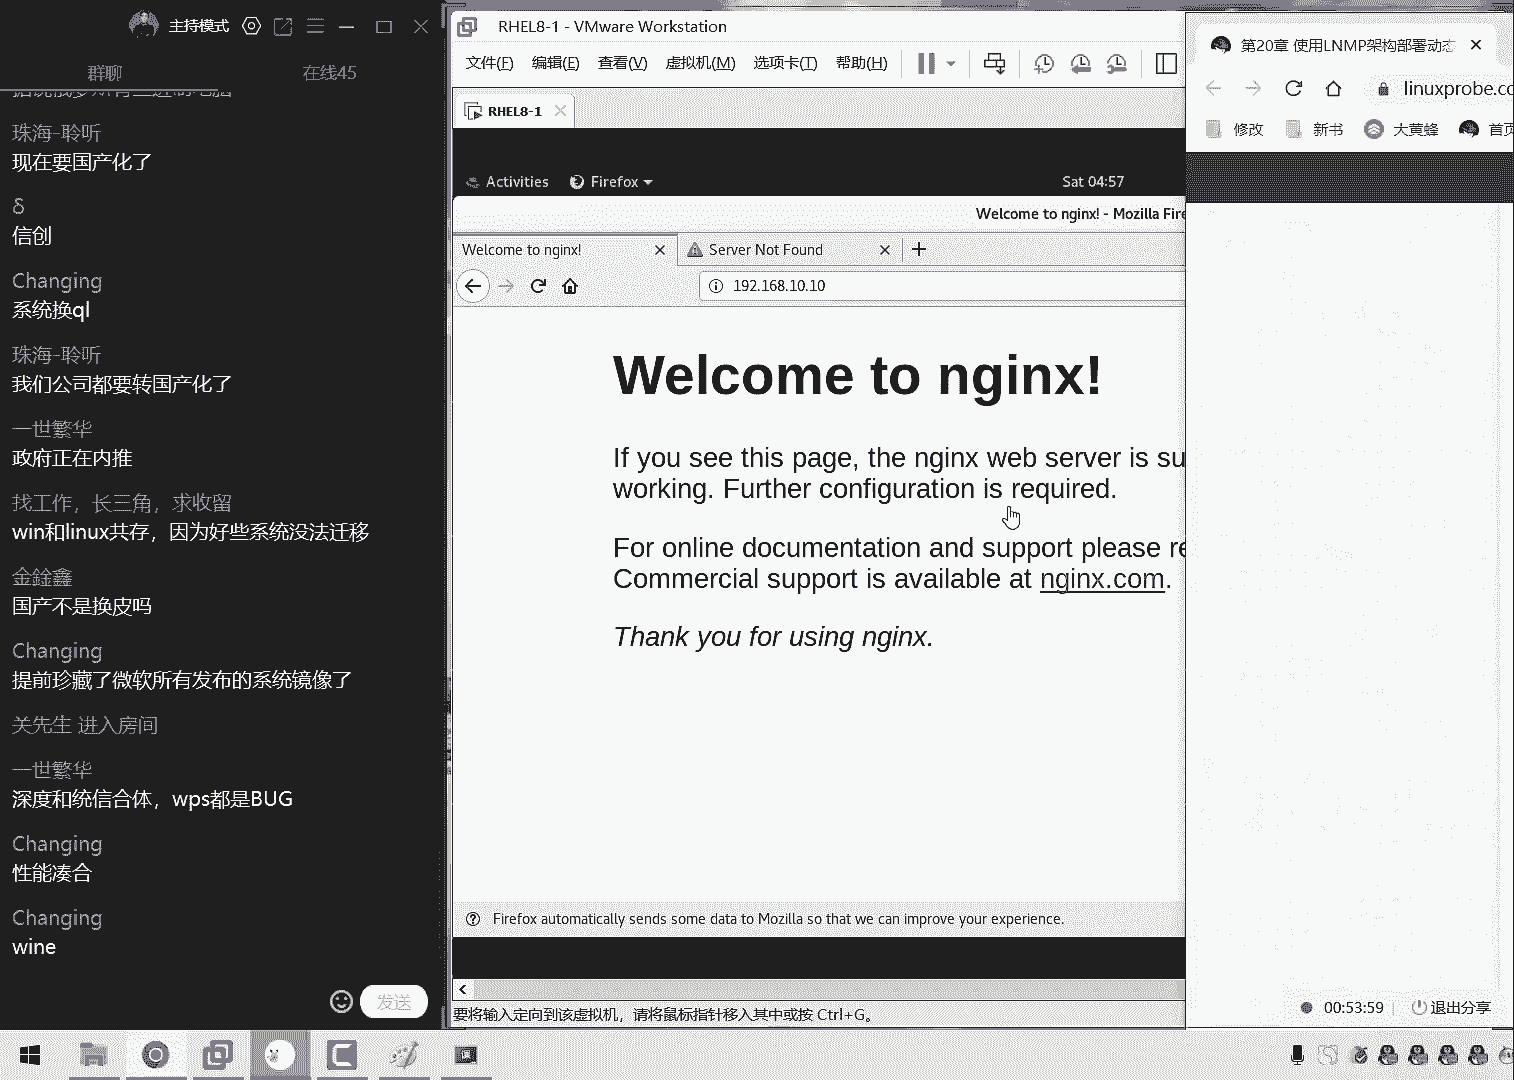 主持模式
群聊
在线45
珠海-聆听
现在要国产化了
δ
信创
Changing
系统换ql
珠海-聆听
我们公司都要转国产化了
一世繁华
政府正在内推
找工作，长三角，求收留
win和linux共存，因为好些系统没法迁移
金銓鑫
国产不是换皮吗
Changing
提前珍藏了微软所有发布的系统镜像了
关先生 进入房间
一世繁华
深度和统信合体，wps都是BUG
Changing
性能凑合
Changing
wine
发送
RHEL8-1 - VMware Workstation
文件(F) 编辑(E) 查看(V) 虚拟机(M) 选项卡(T) 帮助(H)
RHEL8-1
Activities Firefox
Sat 04:57
Welcome to nginx! - Mozilla Fire
Welcome to nginx!
Server Not Found
192.168.10.10
Welcome to nginx!
If you see this page, the nginx web server is su
working. Further configuration is required.
For online documentation and support please re
Commercial support is available at nginx.com.
Thank you for using nginx.
Firefox automatically sends some data to Mozilla so that we can improve your experience.
要将输入定向到该虚拟机，请将鼠标指针移入其中或按 Ctrl+G。
第20章 使用LNMP架构部署动态
linuxprobe.co
修改 新书 大黄蜂 首页
00:53:59
退出分享